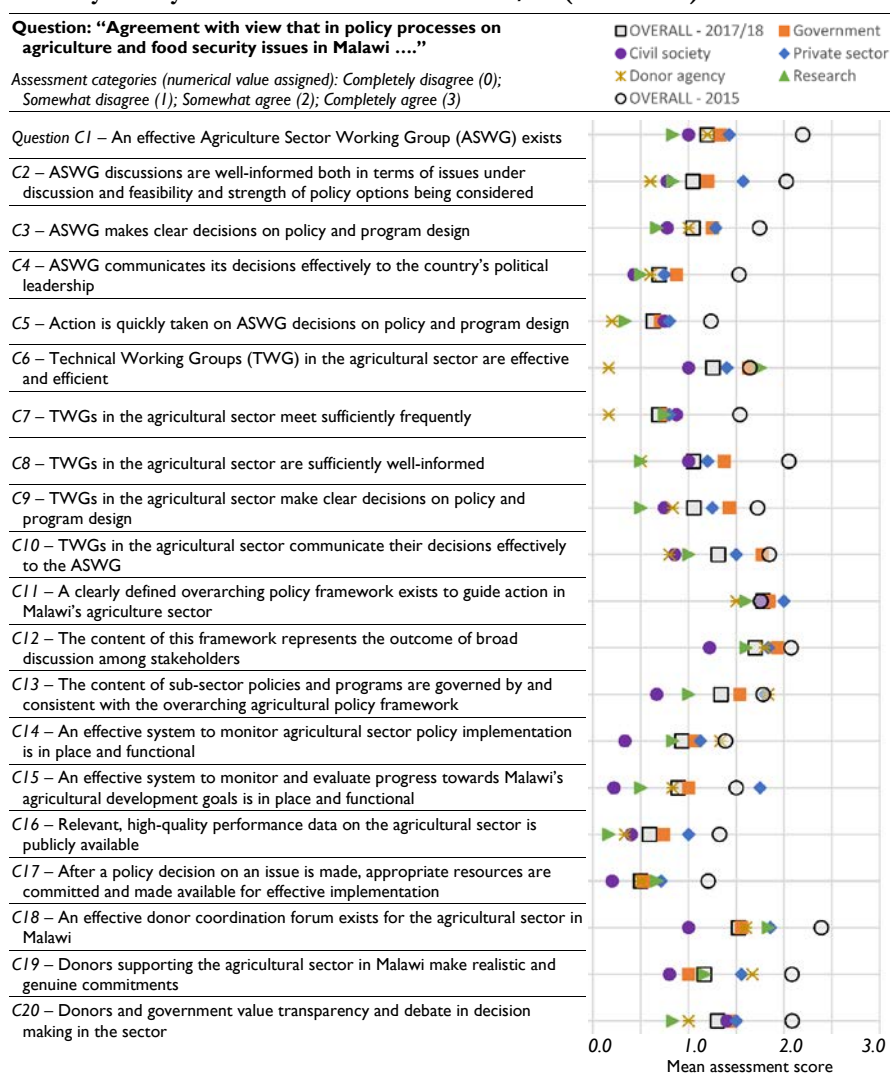 Question: “Agreement with view that in policy processes on
agriculture and food security issues in Malawi ….”
Assessment categories (numerical value assigned): Completely disagree (0);
Somewhat disagree (1); Somewhat agree (2); Completely agree (3)
OVERALL - 2017/18
Government
Civil society
Private sector
Donor agency
Research
OVERALL - 2015
Question C1 – An effective Agriculture Sector Working Group (ASWG) exists
C2 – ASWG discussions are well-informed both in terms of issues under
discussion and feasibility and strength of policy options being considered
C3 – ASWG makes clear decisions on policy and program design
C4 – ASWG communicates its decisions effectively to the country’s political
leadership
C5 – Action is quickly taken on ASWG decisions on policy and program design
C6 – Technical Working Groups (TWG) in the agricultural sector are effective
and efficient
C7 – TWGs in the agricultural sector meet sufficiently frequently
C8 – TWGs in the agricultural sector are sufficiently well-informed
C9 – TWGs in the agricultural sector make clear decisions on policy and
program design
C10 – TWGs in the agricultural sector communicate their decisions effectively
to the ASWG
C11 – A clearly defined overarching policy framework exists to guide action in
Malawi’s agriculture sector
C12 – The content of this framework represents the outcome of broad
discussion among stakeholders
C13 – The content of sub-sector policies and programs are governed by and
consistent with the overarching agricultural policy framework
C14 – An effective system to monitor agricultural sector policy implementation
is in place and functional
C15 – An effective system to monitor and evaluate progress towards Malawi’s
agricultural development goals is in place and functional
C16 – Relevant, high-quality performance data on the agricultural sector is
publicly available
C17 – After a policy decision on an issue is made, appropriate resources are
committed and made available for effective implementation
C18 – An effective donor coordination forum exists for the agricultural sector in
Malawi
C19 – Donors supporting the agricultural sector in Malawi make realistic and
genuine commitments
C20 – Donors and government value transparency and debate in decision
making in the sector
0.0 1.0 2.0 3.0
Mean assessment score